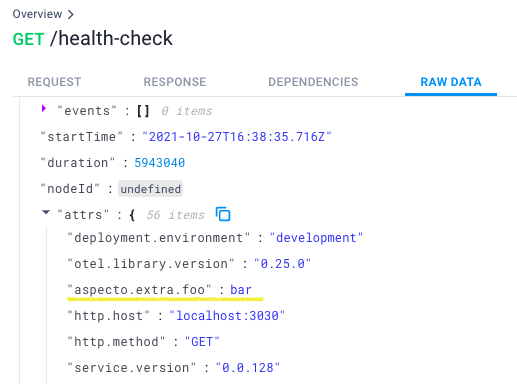 Overview >
GET /health-check
REQUEST RESPONSE DEPENDENCIES RAW DATA
"events" : [] 0 items
"startTime" : "2021-10-27T16:38:35.716Z"
"duration" : 5943040
"nodeId" : undefined
"attrs" : { 56 items
"deployment.environment" : "development"
"otel.library.version" : "0.25.0"
"aspecto.extra.foo" : bar
"http.host" : "localhost:3030"
"http.method" : "GET"
"service.version" : "0.0.128"